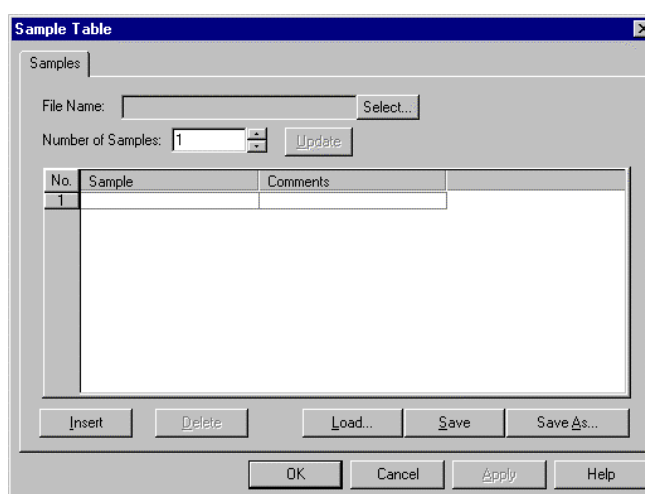 Sample Table
Samples
File Name: Select...
Number of Samples: 1 Update
No. Sample Comments
1
Insert Delete Load... Save Save As...
OK Cancel Apply Help